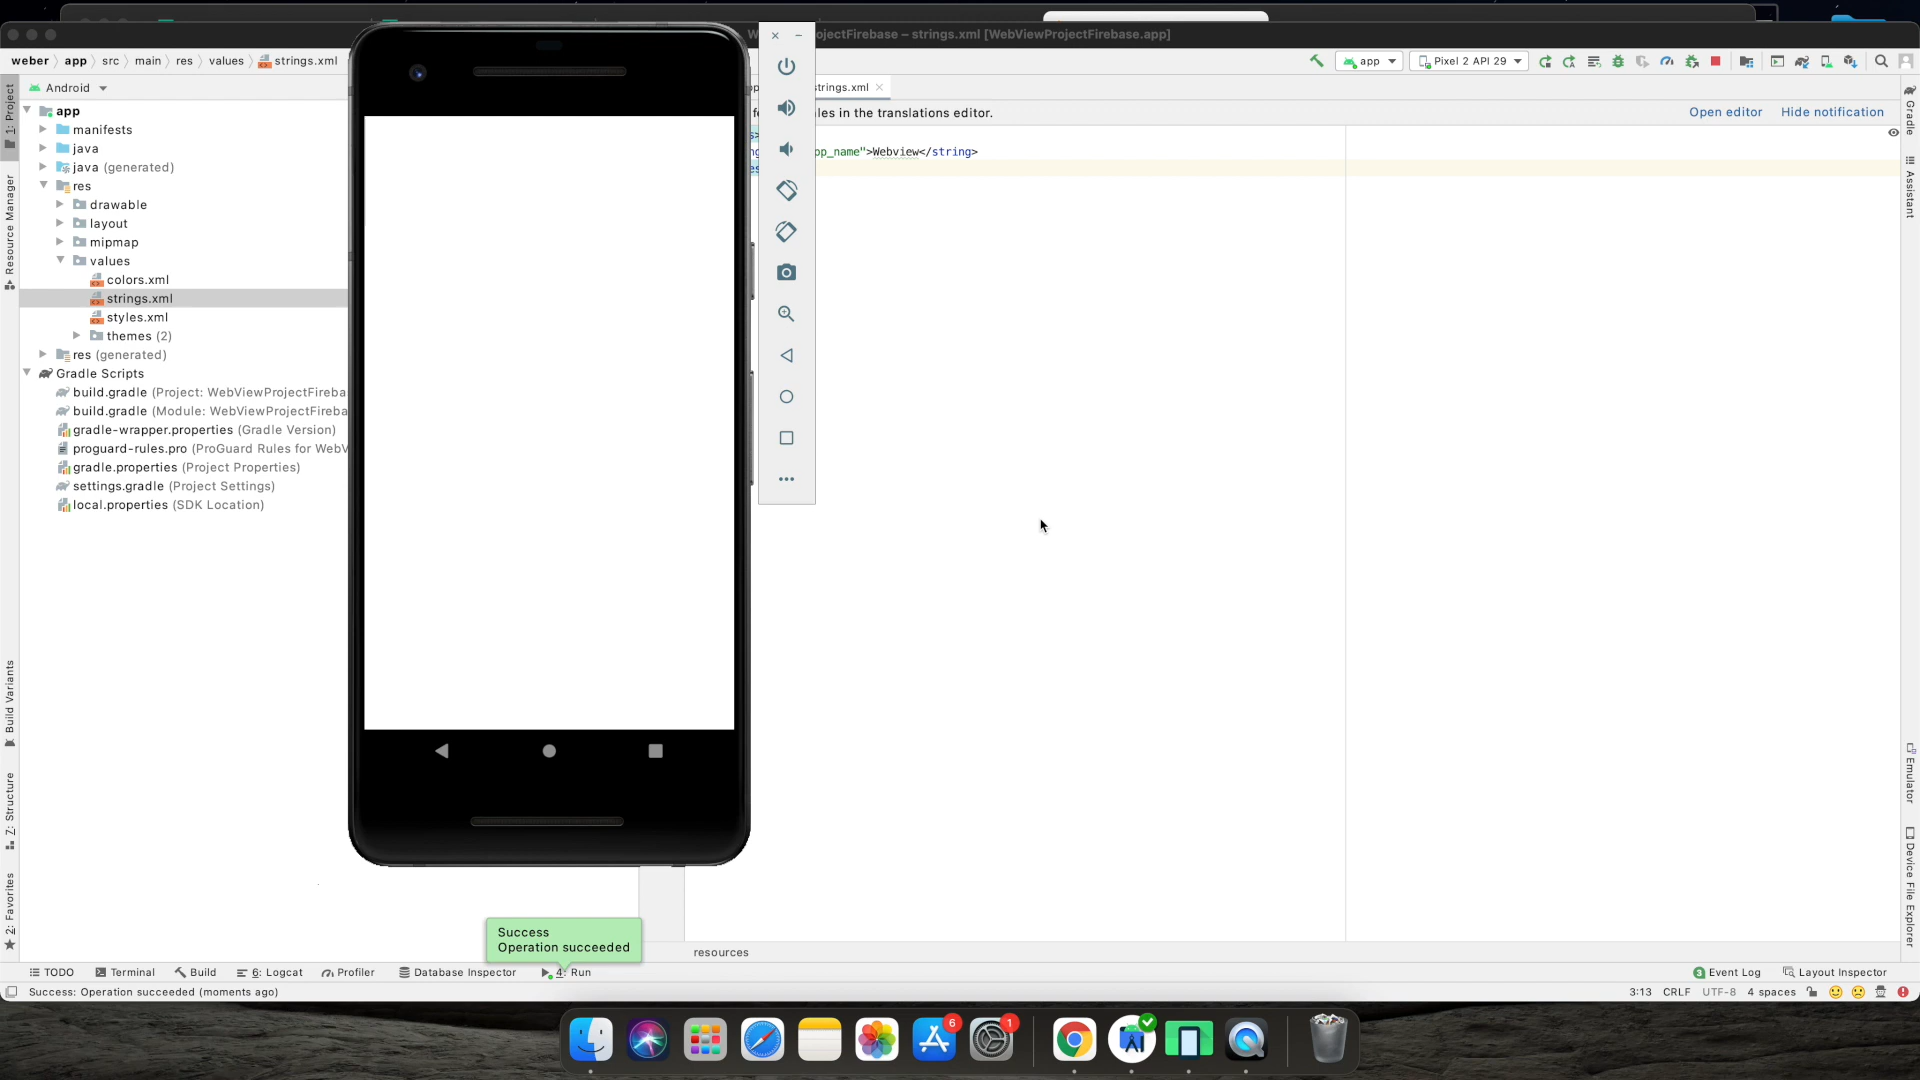 ojectFirebase – strings.xml [WebViewProjectFirebase.app]
weber app src main res values strings.xml
app Pixel 2 API 29
Android
strings.xml
les in the translations editor.
Open editor Hide notification
pp_name">Webview</string>
app
manifests
java
java (generated)
res
drawable
layout
mipmap
values
colors.xml
strings.xml
styles.xml
themes (2)
res (generated)
Gradle Scripts
build.gradle (Project: WebViewProjectFireba
build.gradle (Module: WebViewProjectFireba
gradle-wrapper.properties (Gradle Version)
proguard-rules.pro (ProGuard Rules for WebV
gradle.properties (Project Properties)
settings.gradle (Project Settings)
local.properties (SDK Location)
1: Project
Resource Manager
Build Variants
7: Structure
2: Favorites
Gradle
Assistant
Emulator
Device File Explorer
Success
Operation succeeded
resources
TODO Terminal Build 6: Logcat Profiler Database Inspector 4: Run
3 Event Log Layout Inspector
Success: Operation succeeded (moments ago)
3:13 CRLF UTF-8 4 spaces
6
1